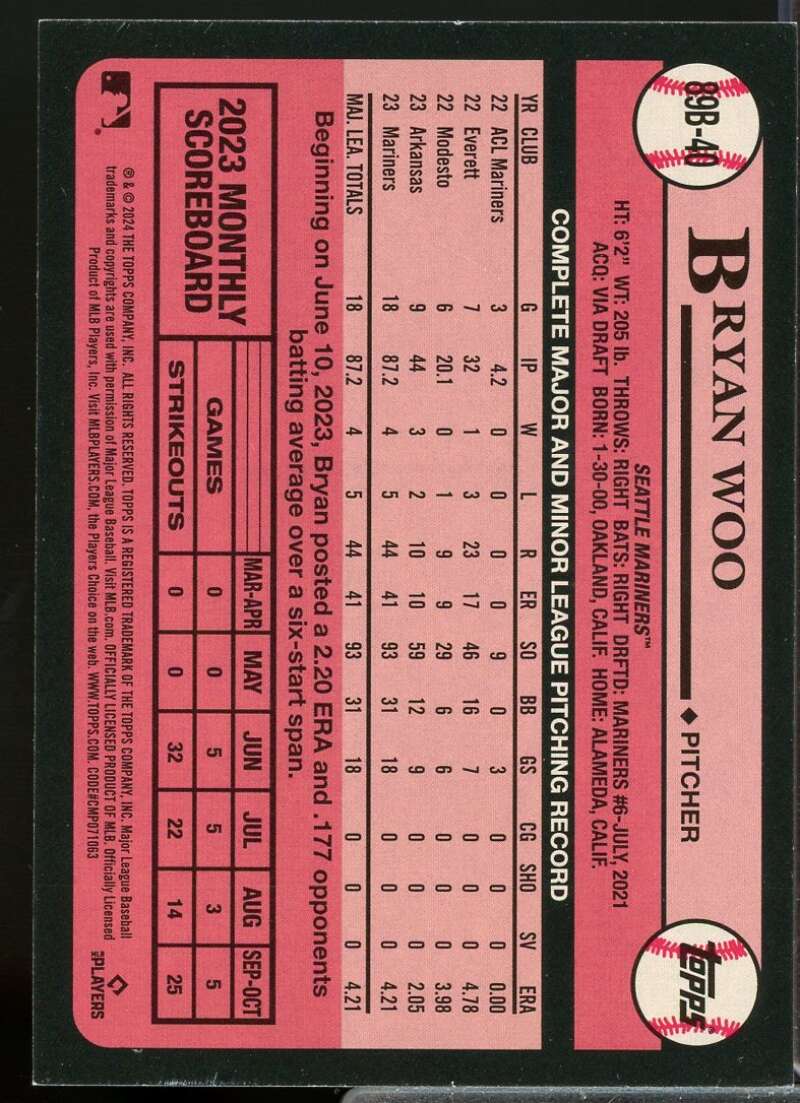 89B-40
BRYAN WOO ♦ PITCHER
topps®
SEATTLE MARINERS™
HT: 6'2" WT: 205 lb. THROWS: RIGHT BATS: RIGHT DRFTD: MARINERS #6-JULY, 2021
ACQ: VIA DRAFT BORN: 1-30-00, OAKLAND, CALIF. HOME: ALAMEDA, CALIF.
COMPLETE MAJOR AND MINOR LEAGUE PITCHING RECORD
YR CLUB G IP W L R ER SO BB GS CG SHO SV ERA
22 ACL Mariners 3 4.2 0 0 0 0 9 0 3 0 0 0 0.00
22 Everett 7 32 1 3 23 17 46 16 7 0 0 0 4.78
22 Modesto 6 20.1 0 1 9 9 29 6 6 0 0 0 3.98
23 Arkansas 9 44 3 2 10 10 59 12 9 0 0 0 2.05
23 Mariners 18 87.2 4 5 44 41 93 31 18 0 0 0 4.21
MAJ. LEA. TOTALS 18 87.2 4 5 44 41 93 31 18 0 0 0 4.21
Beginning on June 10, 2023, Bryan posted a 2.20 ERA and .177 opponents
batting average over a six-start span.
2023 MONTHLY
SCOREBOARD
MAR-APR MAY JUN JUL AUG SEP-OCT
GAMES 0 0 5 5 3 5
STRIKEOUTS 0 0 32 22 14 25
® & © 2024 THE TOPPS COMPANY, INC. ALL RIGHTS RESERVED. TOPPS IS A REGISTERED TRADEMARK OF THE TOPPS COMPANY, INC. Major League Baseball
trademarks and copyrights are used with permission of Major League Baseball. Visit MLB.com. OFFICIALLY LICENSED PRODUCT OF MLB. Officially Licensed
Product of MLB Players, Inc. Visit MLBPLAYERS.COM, the Players Choice on the web. WWW.TOPPS.COM. CODE#CMP071063
MLBPLAYERS